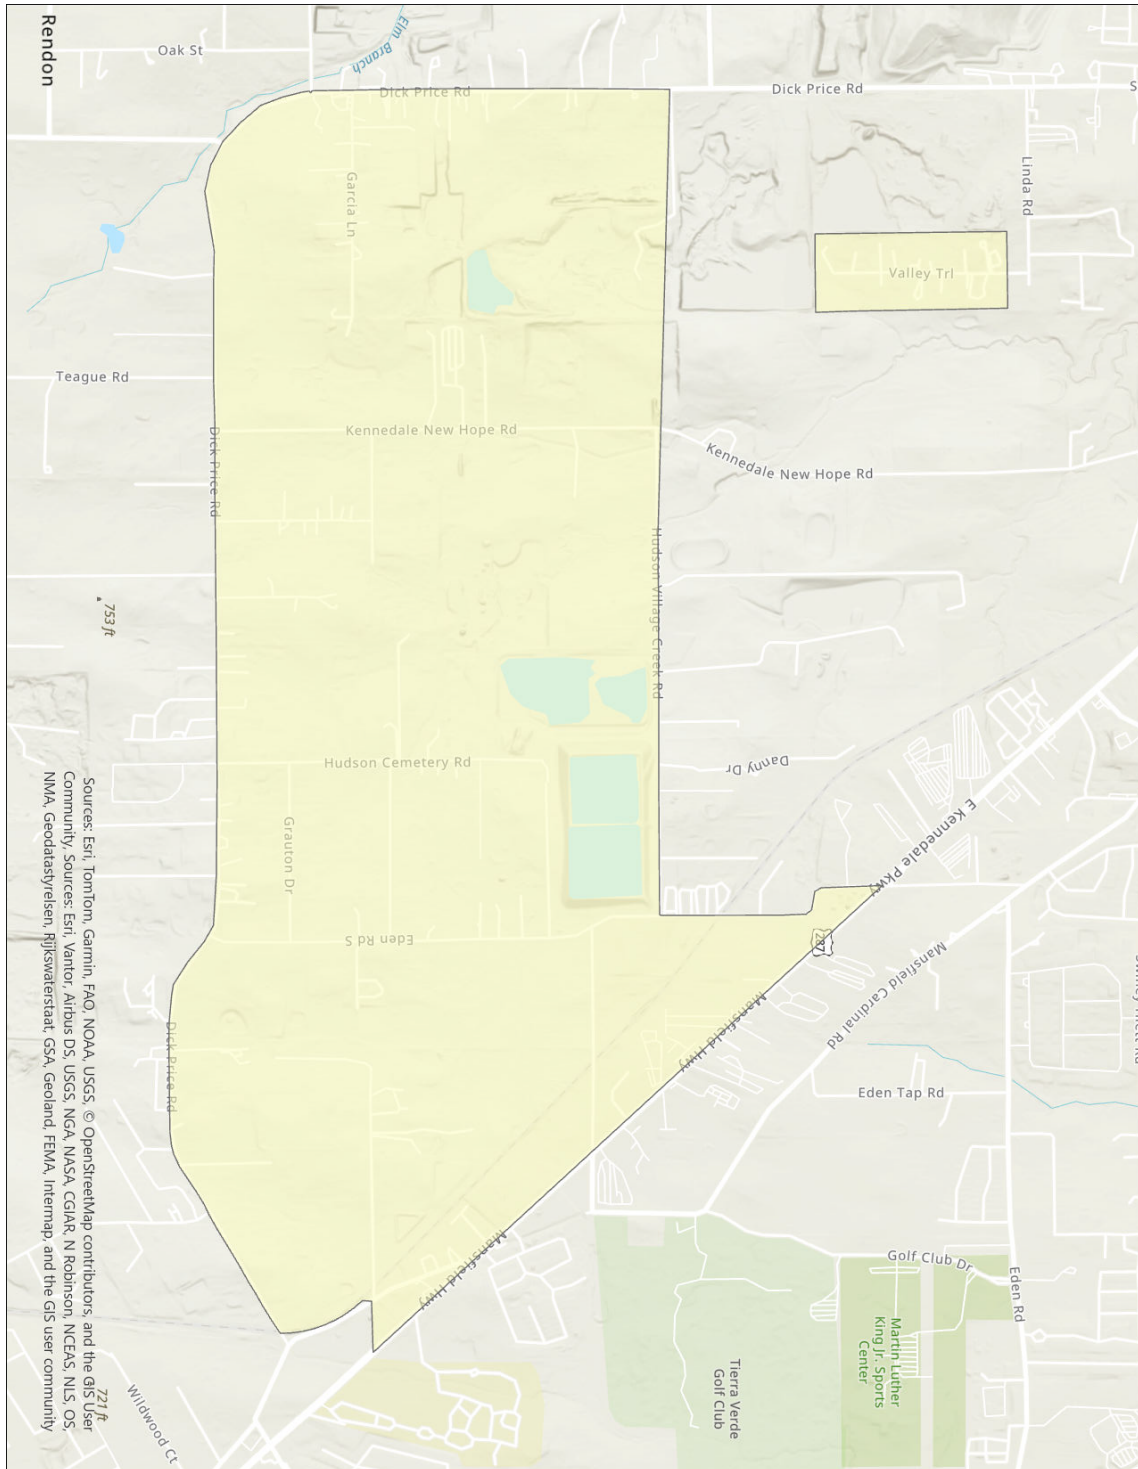 Rendon
Oak St
Elm Branch
Dick Price Rd
Dick Price Rd
S
Linda Rd
Garcia Ln
Valley Trl
Teague Rd
Kennedale New Hope Rd
Kennedale New Hope Rd
Dick Price Rd
Hudson Village Creek Rd
753 ft
Hudson Cemetery Rd
Danny Dr
E Kennedale Pkwy
Grauton Dr
Eden Rd S
287
Mansfield Cardinal Rd
Mansfield Hwy
Dick Price Rd
Eden Tap Rd
Mansfield Hwy
Golf Club Dr
Eden Rd
Martin Luther
King Jr. Sports
Center
Tierra Verde
Golf Club
Wildwood Ct
721 ft
Sources: Esri, TomTom, Garmin, FAO, NOAA, USGS, © OpenStreetMap contributors, and the GIS User
Community, Sources: Esri, Vantor, Airbus DS, USGS, NGA, NASA, CGIAR, N Robinson, NCEAS, NLS, OS,
NMA, Geodatastyrelsen, Rijkswaterstaat, GSA, Geoland, FEMA, Intermap, and the GIS user community